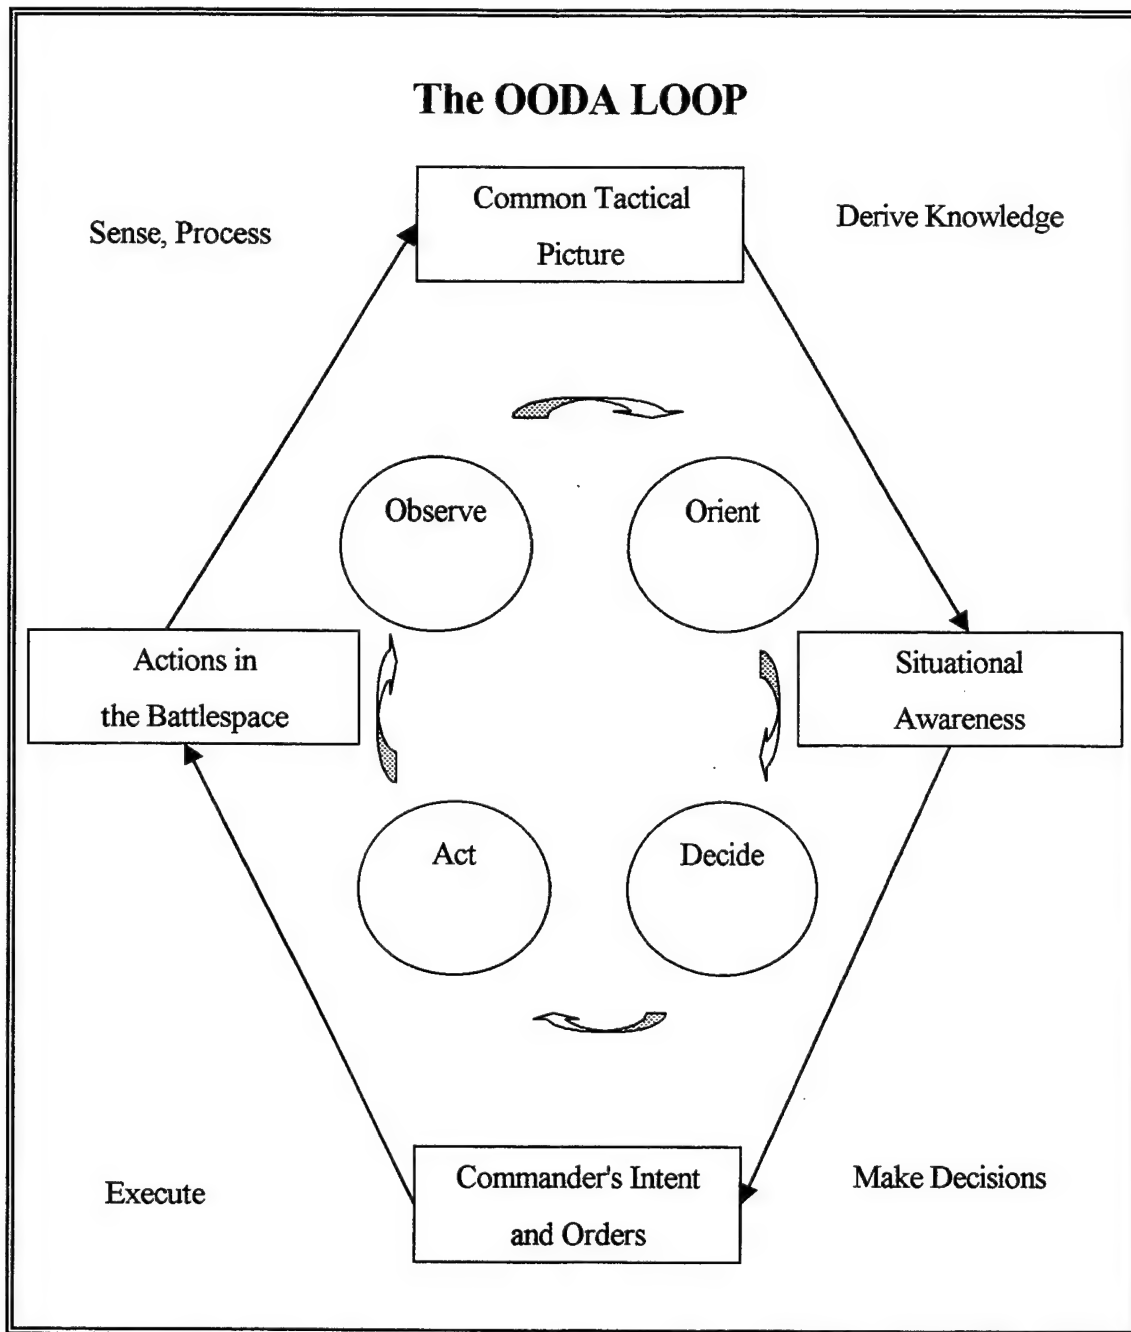 The OODA LOOP
Common Tactical
Picture
Sense, Process
Derive Knowledge
Observe
Orient
Actions in
the Battlespace
Situational
Awareness
Act
Decide
Commander's Intent
and Orders
Execute
Make Decisions